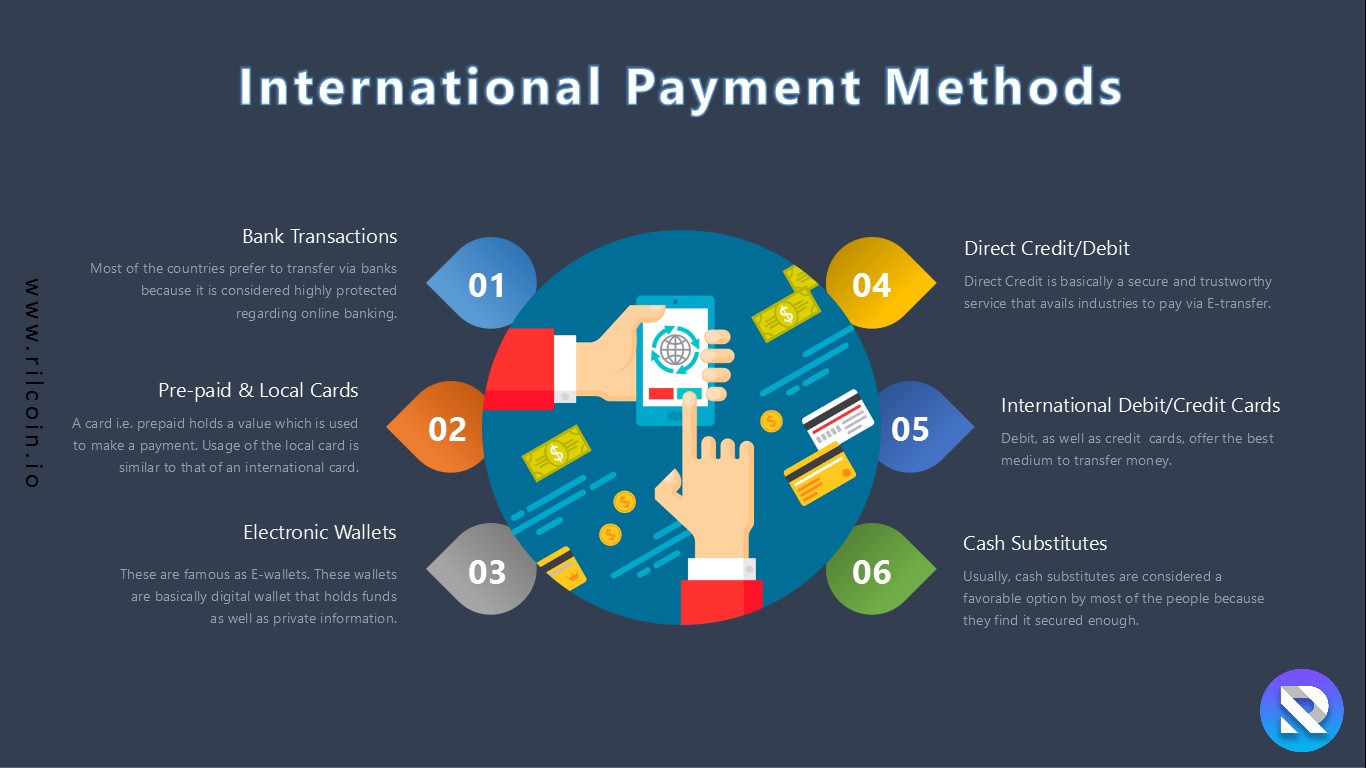 International Payment Methods
Bank Transactions
Most of the countries prefer to transfer via banks
because it is considered highly protected
regarding online banking.
01
Pre-paid & Local Cards
A card i.e. prepaid holds a value which is used
to make a payment. Usage of the local card is
similar to that of an international card.
02
Electronic Wallets
These are famous as E-wallets. These wallets
are basically digital wallet that holds funds
as well as private information.
03
04
Direct Credit/Debit
Direct Credit is basically a secure and trustworthy
service that avails industries to pay via E-transfer.
05
International Debit/Credit Cards
Debit, as well as credit  cards, offer the best
medium to transfer money.
06
Cash Substitutes
Usually, cash substitutes are considered a
favorable option by most of the people because
they find it secured enough.
www.rilcoin.io
$
$
$
$
$
R